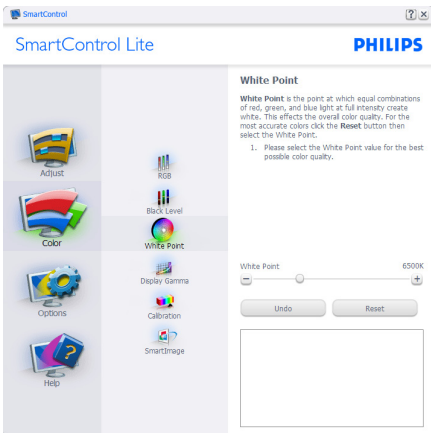 SmartControl
SmartControl Lite
PHILIPS
Adjust
Color
Options
Help
RGB
Black Level
White Point
Display Gamma
Calibration
SmartImage
White Point
White Point is the point at which equal combinations
of red, green, and blue light at full intensity create
white. This effects the overall color quality. For the
most accurate colors click the Reset button then
select the White Point.
1. Please select the White Point value for the best
possible color quality.
White Point 6500K
Undo Reset